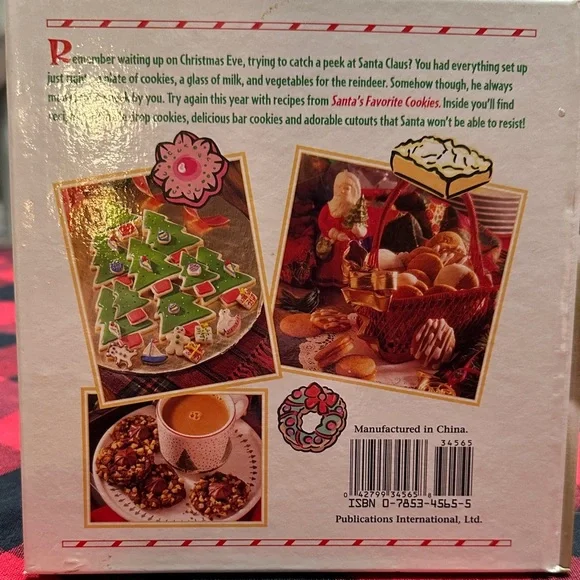 Remember waiting up on Christmas Eve, trying to catch a peek at Santa Claus? You had everything set up
just right, a plate of cookies, a glass of milk, and vegetables for the reindeer. Somehow though, he always
by you. Try again this year with recipes from Santa's Favorite Cookies. Inside you'll find
drop cookies, delicious bar cookies and adorable cutouts that Santa won't be able to resist!
Manufactured in China.
34565
0 42799 34565 8
ISBN 0-7853-4565-5
Publications International, Ltd.